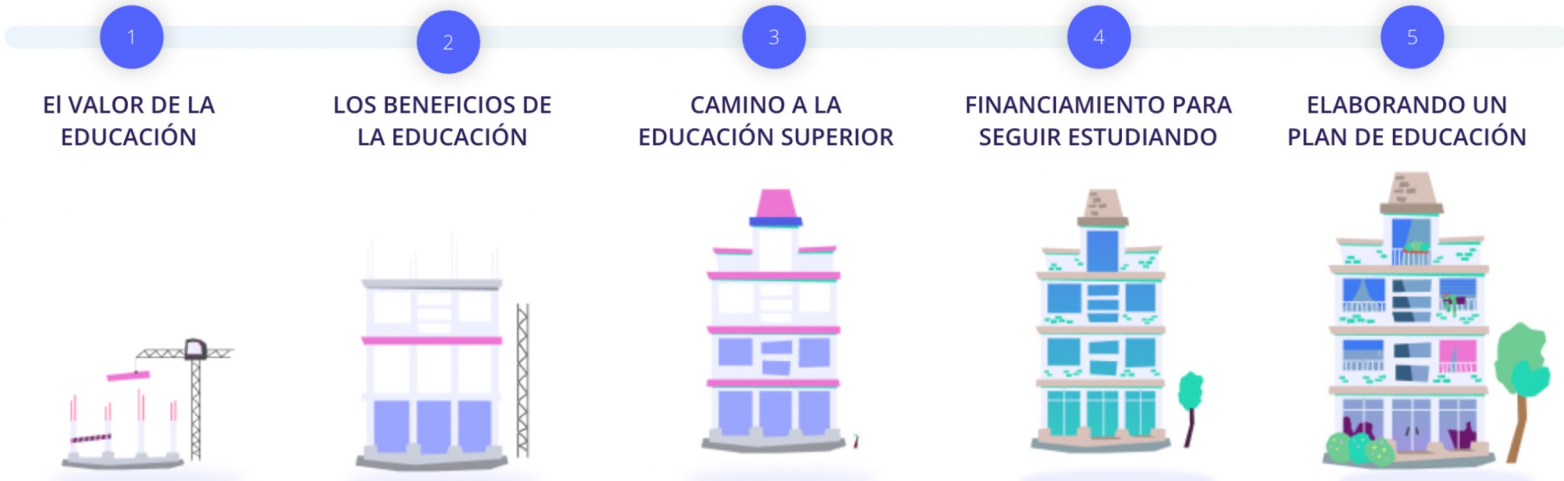 1
2
3
4
5
El VALOR DE LA
EDUCACIÓN
LOS BENEFICIOS DE
LA EDUCACIÓN
CAMINO A LA
EDUCACIÓN SUPERIOR
FINANCIAMIENTO PARA
SEGUIR ESTUDIANDO
ELABORANDO UN
PLAN DE EDUCACIÓN